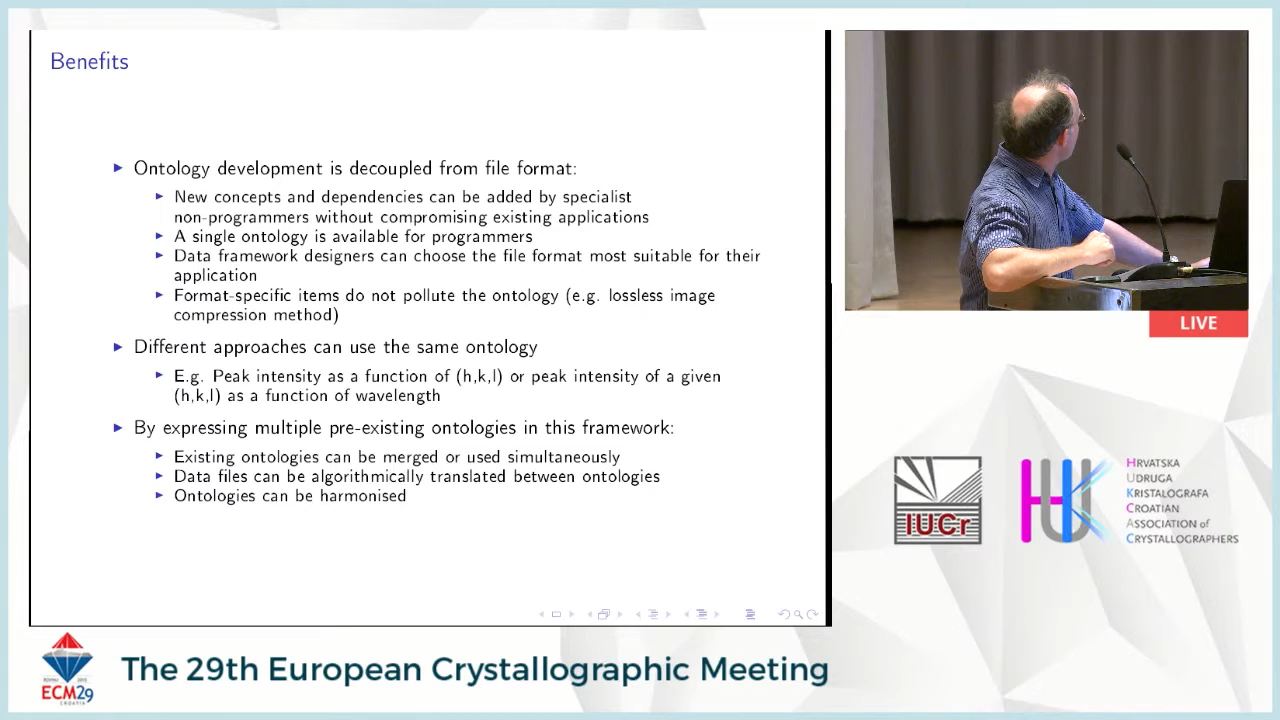 Benefits
Ontology development is decoupled from file format:
New concepts and dependencies can be added by specialist
non-programmers without compromising existing applications
A single ontology is available for programmers
Data framework designers can choose the file format most suitable for their
application
Format-specific items do not pollute the ontology (e.g. lossless image
compression method)
Different approaches can use the same ontology
E.g. Peak intensity as a function of (h,k,l) or peak intensity of a given
(h,k,l) as a function of wavelength
By expressing multiple pre-existing ontologies in this framework:
Existing ontologies can be merged or used simultaneously
Data files can be algorithmically translated between ontologies
Ontologies can be harmonised
LIVE
IUCr
HRVATSKA
UDRUGA
KRISTALOGRAFA
CROATIAN
ASSOCIATION of
CRYSTALLOGRAPHERS
ECM29
CROATIA
The 29th European Crystallographic Meeting